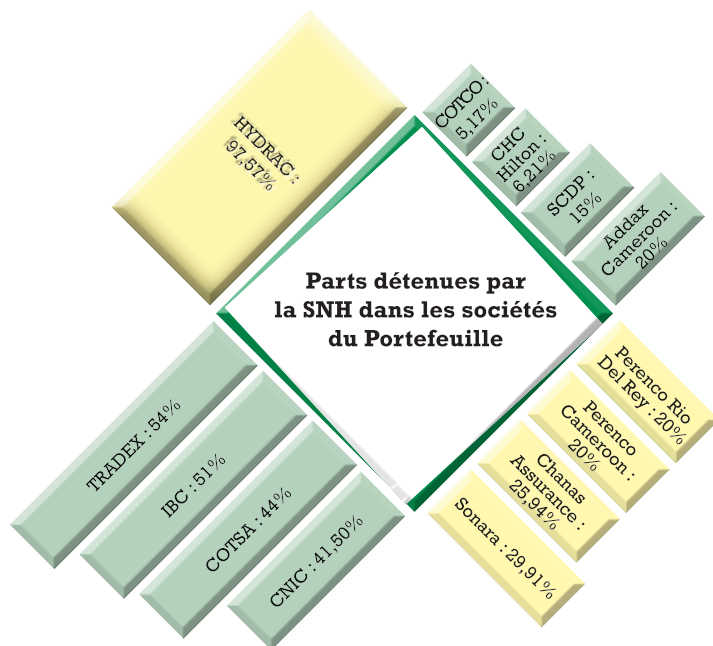 HYDRAC :
97,57%
COTCO :
5,17%
CHC
Hilton :
6,21%
SCDP :
15%
Addax
Cameroon :
20%
Parts détenues par
la SNH dans les sociétés
du Portefeuille
Perenco Rio
Del Rey : 20%
Perenco
Cameroon :
20%
Chanas
Assurance :
25,94%
Sonara : 29,91%
TRADEX : 54%
IBC : 51%
COTSA : 44%
CNIC : 41,50%